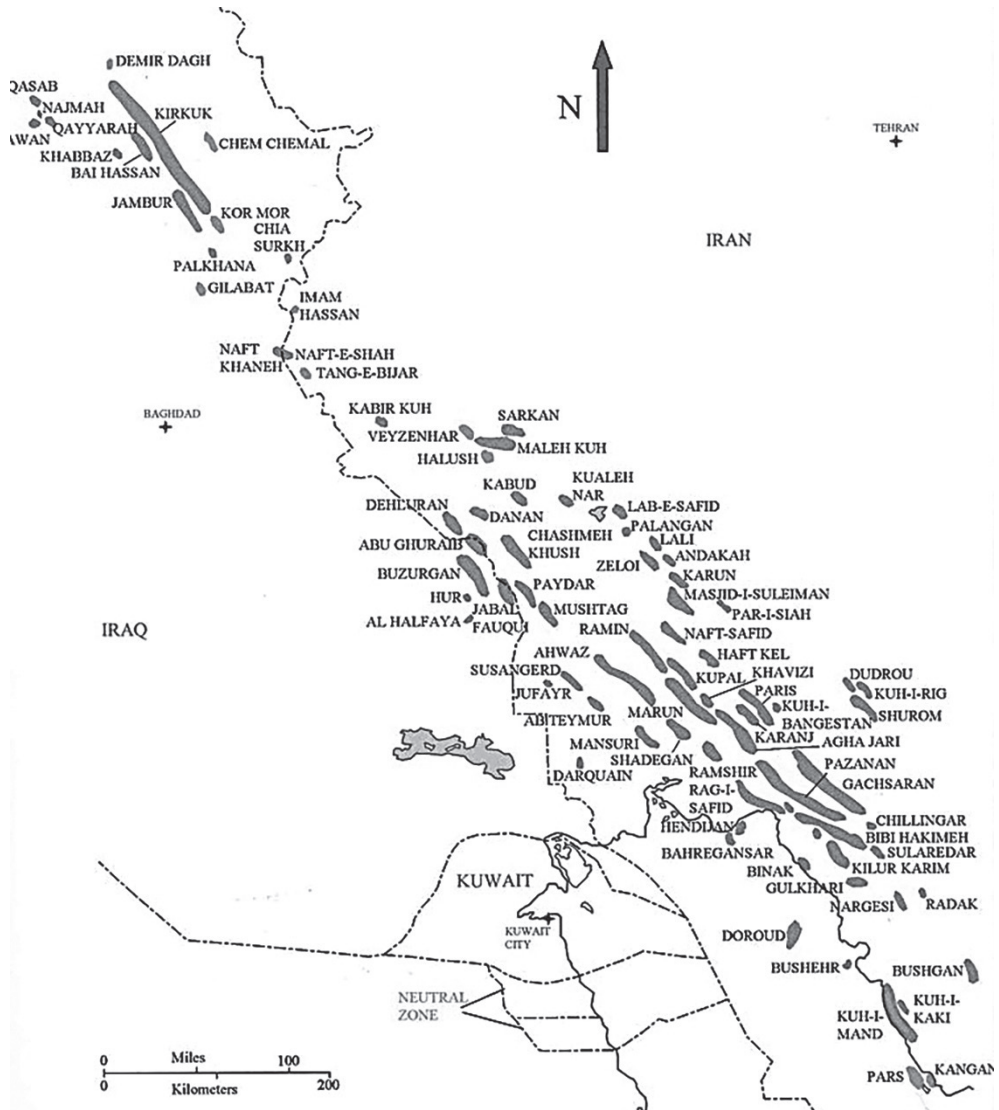 DEMIR DAGH
QASAB
NAJMAH
QAYYARAH
AWAN
KIRKUK
CHEM CHEMAL
KHABBAZ
BAI HASSAN
JAMBUR
KOR MOR
CHIA
SURKH
PALKHANA
GILABAT
IMAM
HASSAN
NAFT
KHANEH
NAFT-E-SHAH
TANG-E-BIJAR
N
TEHRAN
IRAN
BAGHDAD
KABIR KUH
SARKAN
VEYZENHAR
MALEH KUH
HALUSH
KABUD
KUALEH
NAR
LAB-E-SAFID
DEHLURAN
DANAN
PALANGAN
CHASHMEH
KHUSH
LALI
ABU GHURAIB
ZELOI
ANDAKAH
BUZURGAN
PAYDAR
KARUN
MASJID-I-SULEIMAN
HUR
JABAL
FAUQUI
MUSHTAG
PAR-I-SIAH
AL HALFAYA
IRAQ
RAMIN
NAFT-SAFID
AHWAZ
HAFT KEL
SUSANGERD
KUPAL
KHAVIZI
DUDROU
JUFAYR
PARIS
KUH-I-RIG
ABTEYMUR
MARUN
KUH-I-
BANGESTAN
SHUROM
KARANJ
MANSURI
SHADEGAN
AGHA JARI
DARQUAIN
RAMSHIR
PAZANAN
RAG-I-
SAFID
GACHSARAN
HENDIJAN
CHILLINGAR
BAHREGANSAR
BIBI HAKIMEH
SULAREDAR
BINAK
KILUR KARIM
GULKHARI
NARGESI
RADAK
KUWAIT
KUWAIT
CITY
DOROUD
BUSHEHR
BUSHGAN
NEUTRAL
ZONE
KUH-I-
MAND
KUH-I-
KAKI
PARS
KANGAN
0 Miles 100
0 Kilometers 200